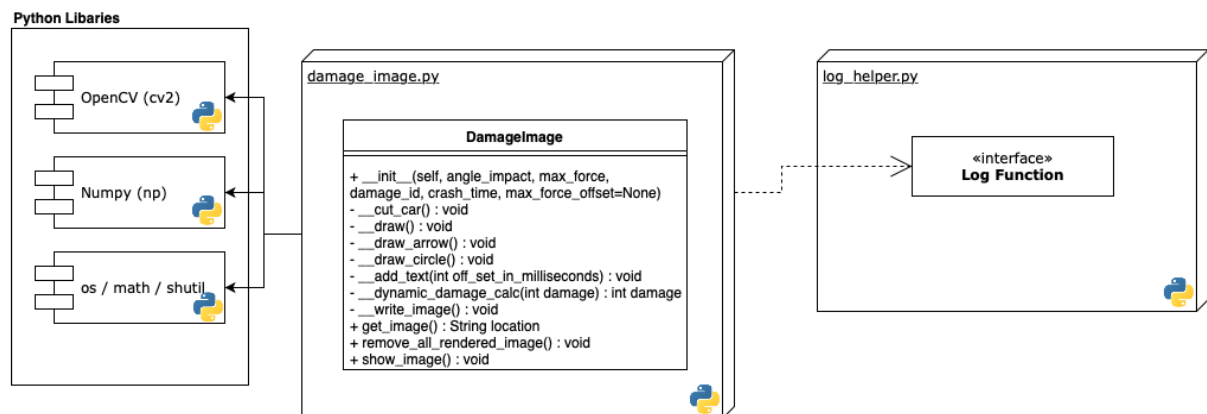 Python Libaries
OpenCV (cv2)
Numpy (np)
os / math / shutil
damage_image.py
DamageImage
+ __init__(self, angle_impact, max_force,
damage_id, crash_time, max_force_offset=None)
- __cut_car() : void
- __draw() : void
- __draw_arrow() : void
- __draw_circle() : void
- __add_text(int off_set_in_milliseconds) : void
- __dynamic_damage_calc(int damage) : int damage
- __write_image() : void
+ get_image() : String location
+ remove_all_rendered_image() : void
+ show_image() : void
log_helper.py
«interface»
Log Function